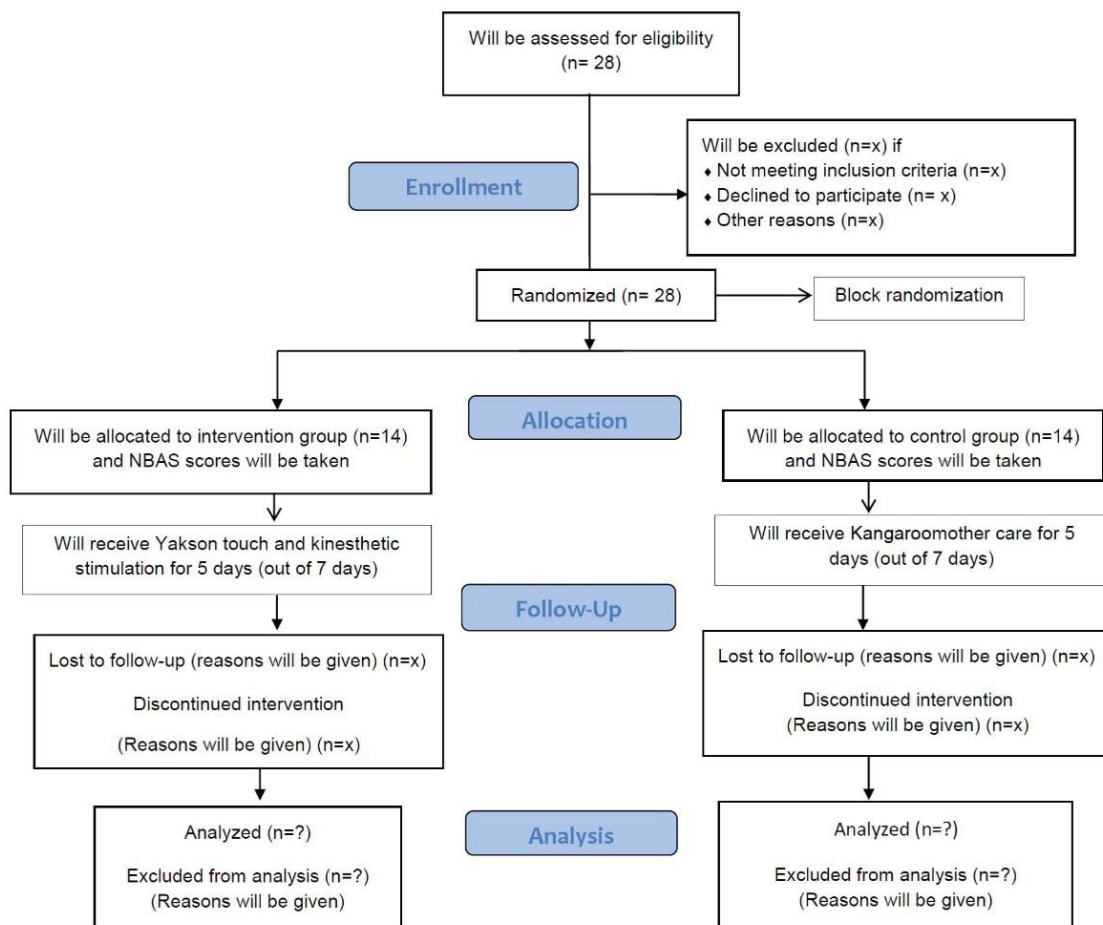 Will be assessed for eligibility
(n= 28)
Will be excluded (n=x) if
♦ Not meeting inclusion criteria (n=x)
♦ Declined to participate (n= x)
♦ Other reasons (n=x)
Enrollment
Randomized (n= 28)
Block randomization
Allocation
Will be allocated to intervention group (n=14)
and NBAS scores will be taken
Will be allocated to control group (n=14)
and NBAS scores will be taken
Will receive Yakson touch and kinesthetic
stimulation for 5 days (out of 7 days)
Will receive Kangaroomother care for 5
days (out of 7 days)
Follow-Up
Lost to follow-up (reasons will be given) (n=x)
Discontinued intervention
(Reasons will be given) (n=x)
Lost to follow-up (reasons will be given) (n=x)
Discontinued intervention
(Reasons will be given) (n=x)
Analysis
Analyzed (n=?)
Excluded from analysis (n=?)
(Reasons will be given)
Analyzed (n=?)
Excluded from analysis (n=?)
(Reasons will be given)